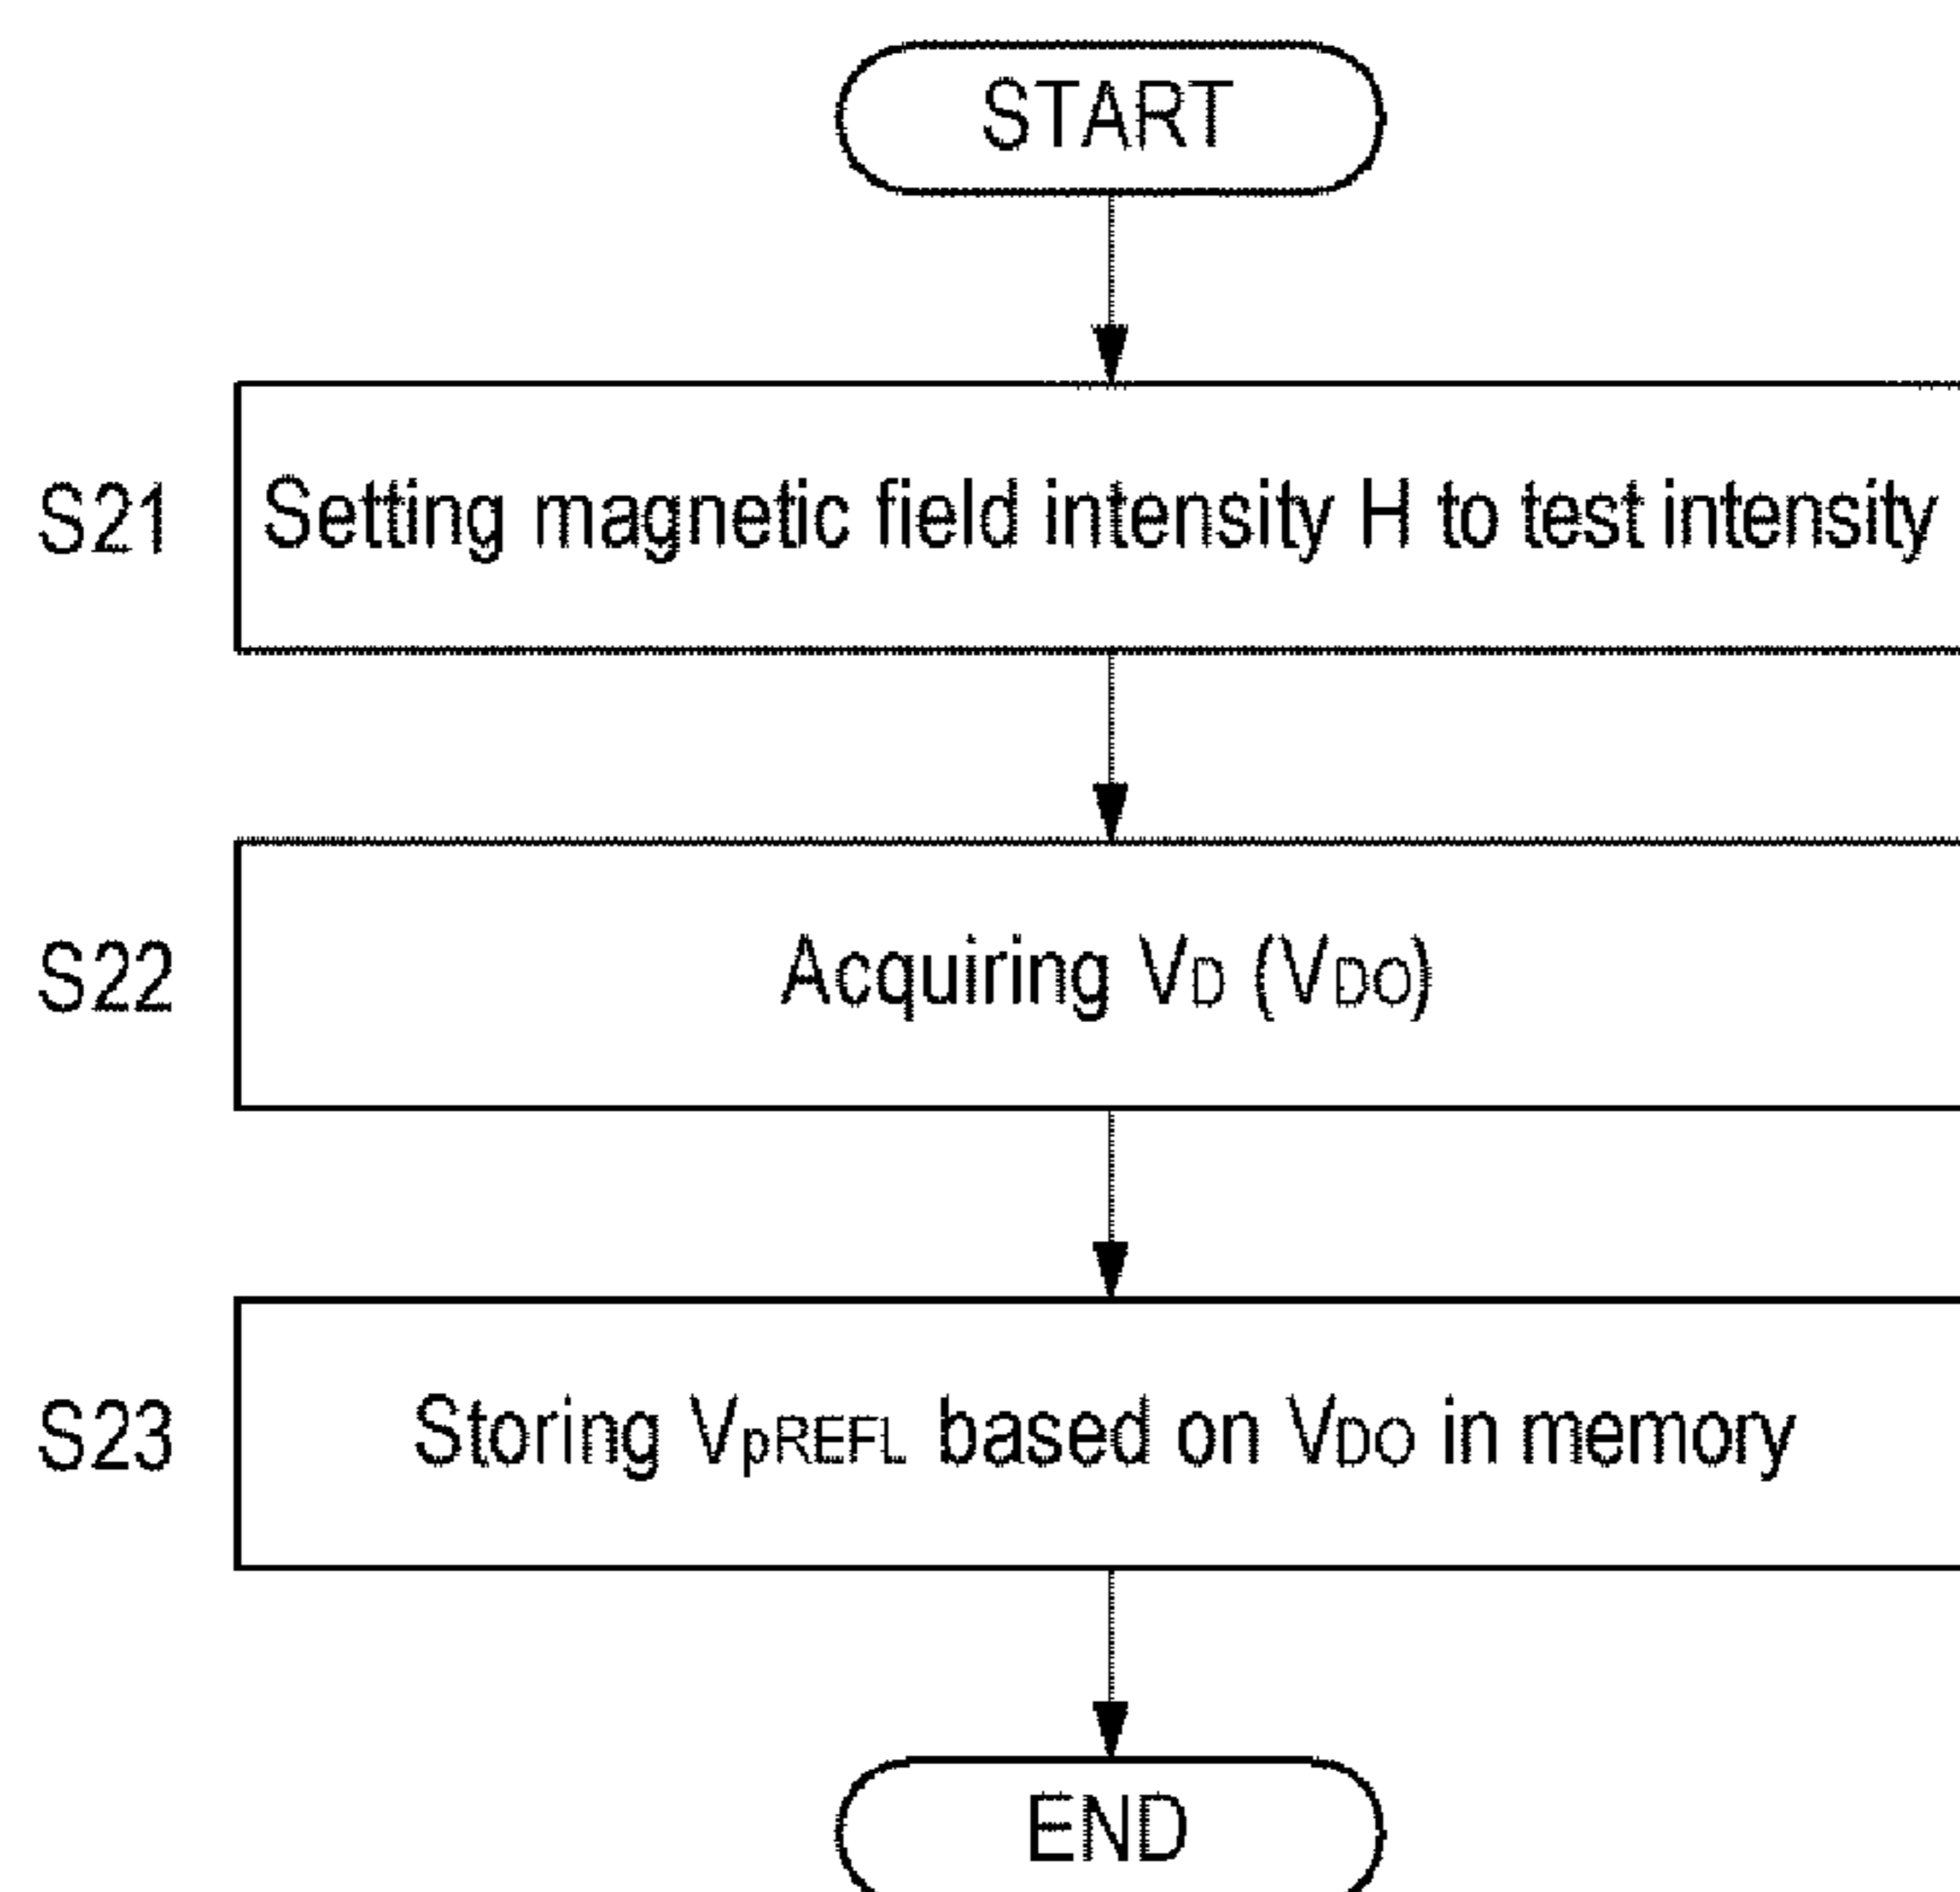 START
S21 Setting magnetic field intensity H to test intensity
S22 Acquiring VD (VDO)
S23 Storing VpREFL based on VDO in memory
END